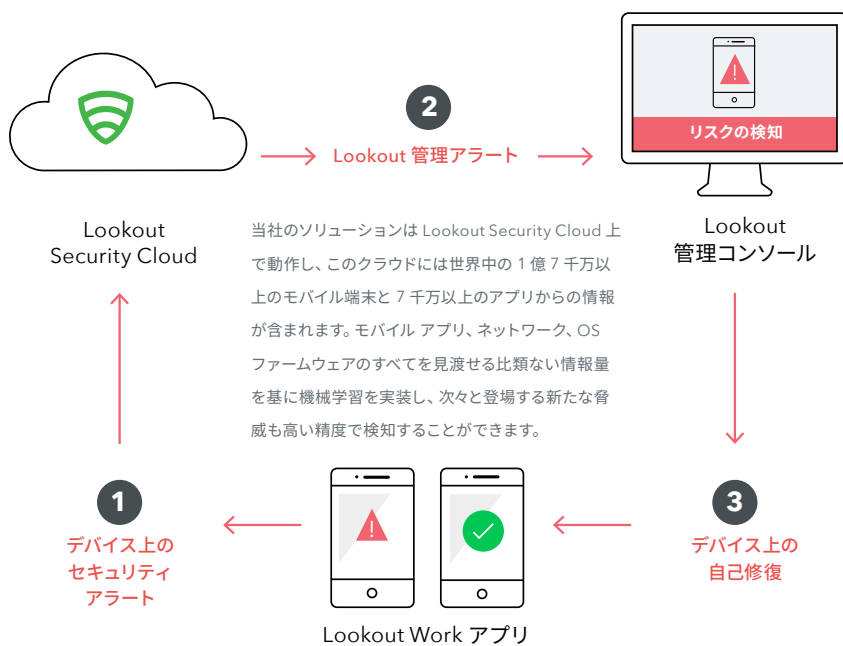 2
Lookout 管理アラート
リスクの検知
Lookout
Security Cloud
Lookout
管理コンソール
当社のソリューションは Lookout Security Cloud 上
で動作し、このクラウドには世界中の 1 億 7 千万以
上のモバイル端末と 7 千万以上のアプリからの情報
が含まれます。モバイル アプリ、ネットワーク、OS
ファームウェアのすべてを見渡せる比類ない情報量
を基に機械学習を実装し、次々と登場する新たな脅
威も高い精度で検知することができます。
1
デバイス上の
セキュリティ
アラート
3
デバイス上の
自己修復
Lookout Work アプリ